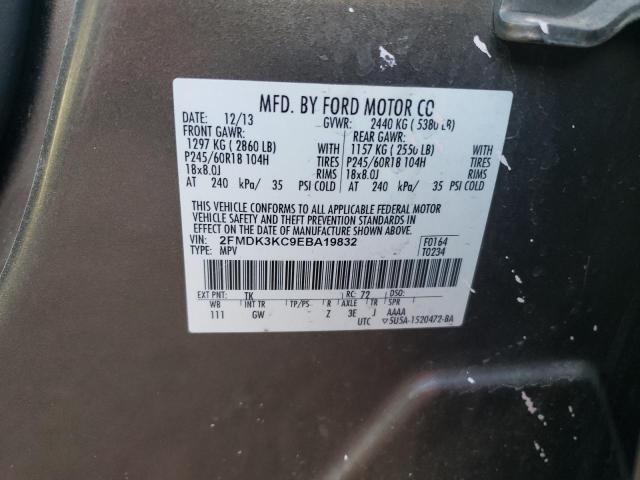 MFD. BY FORD MOTOR CO
DATE: 12/13 GVWR: 2440 KG ( 5380 LB)
FRONT GAWR: REAR GAWR:
1297 KG ( 2860 LB) WITH 1157 KG ( 2550 LB) WITH
P245/60R18 104H TIRES P245/60R18 104H TIRES
18x8.0J RIMS 18x8.0J RIMS
AT 240 kPa/ 35 PSI COLD AT 240 kPa/ 35 PSI COLD
THIS VEHICLE CONFORMS TO ALL APPLICABLE FEDERAL MOTOR
VEHICLE SAFETY AND THEFT PREVENTION STANDARDS IN
EFFECT ON THE DATE OF MANUFACTURE SHOWN ABOVE.
VIN: 2FMDK3KC9EBA19832 F0164
TYPE: MPV T0234
EXT PNT: TK RC: 72 DSO:
WB INT TR TP/PS R AXLE TR SPR
111 GW - Z 3E J AAAA
UTC ▽5U5A-1520472-BA